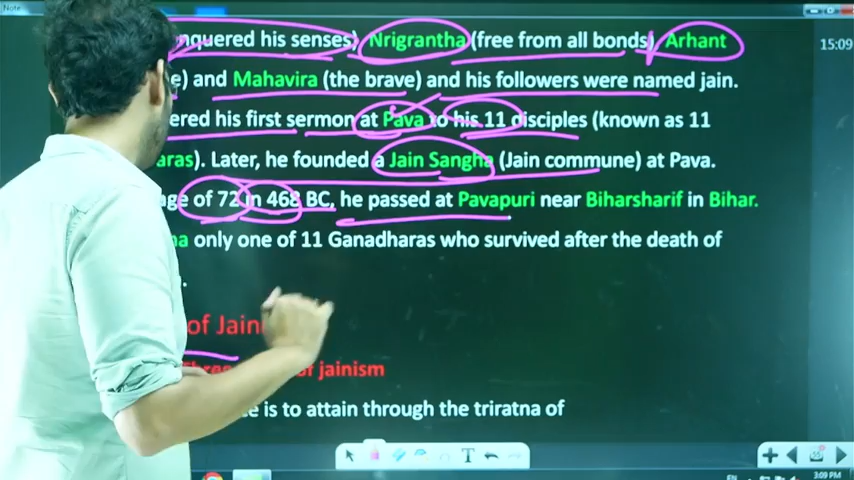 Note
nquered his senses) Nrigrantha (free from all bonds) Arhant
15:09
e) and Mahavira (the brave) and his followers were named jain.
ered his first sermon at Pava to his 11 disciples (known as 11
aras). Later, he founded a Jain Sangha (Jain commune) at Pava.
age of 72 in 468 BC, he passed at Pavapuri near Biharsharif in Bihar.
na only one of 11 Ganadharas who survived after the death of
.
of Jain
of jainism
is to attain through the triratna of
T
EN
3:09 PM